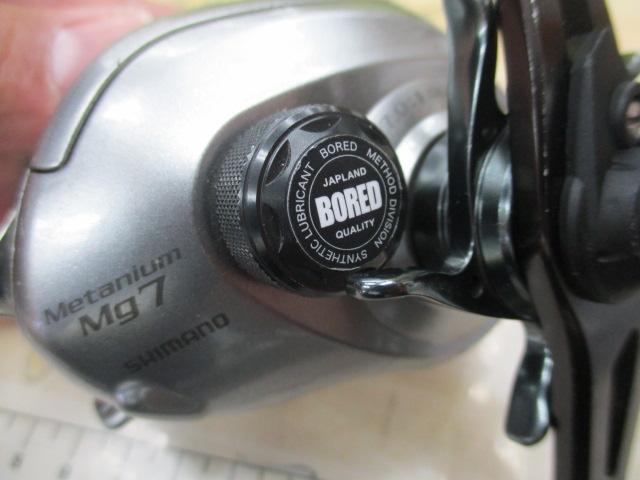 BORED METHOD DIVISION
SYNTHETIC LUBRICANT
JAPLAND
BORED
QUALITY
Metanium
Mg7
SHIMANO